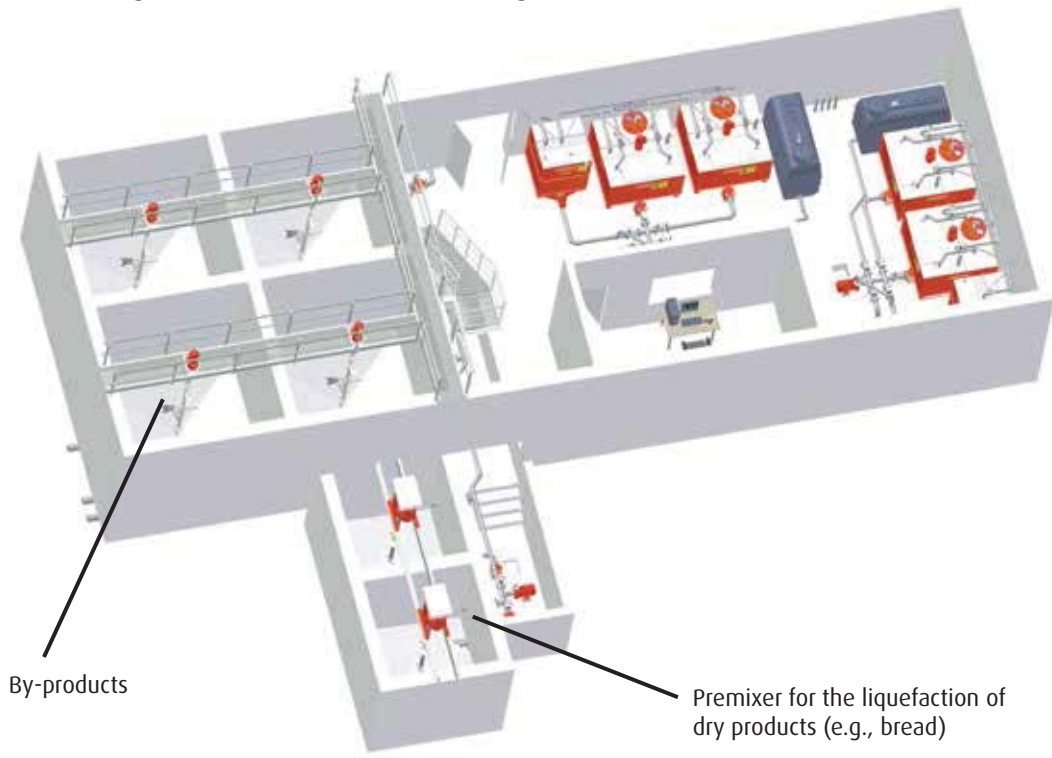 By-products
Premixer for the liquefaction of
dry products (e.g., bread)